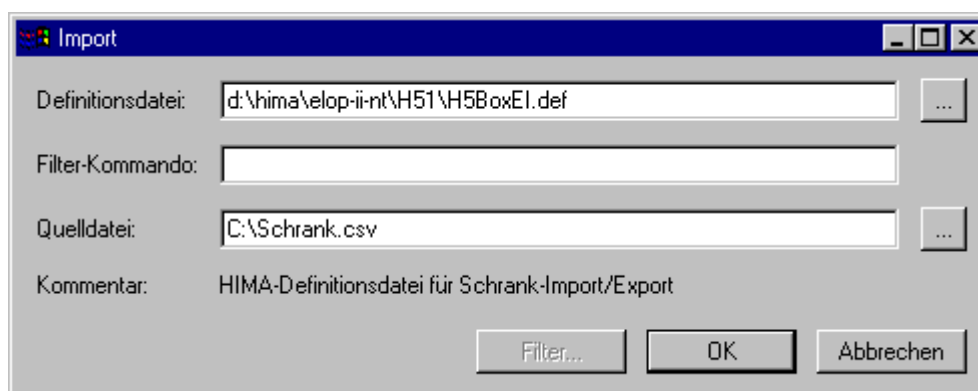 Import
Definitionsdatei: d:\hima\elop-ii-nt\H51\H5BoxEI.def ...
Filter-Kommando:
Quelldatei: C:\Schrank.csv ...
Kommentar: HIMA-Definitionsdatei für Schrank-Import/Export
Filter... OK Abbrechen